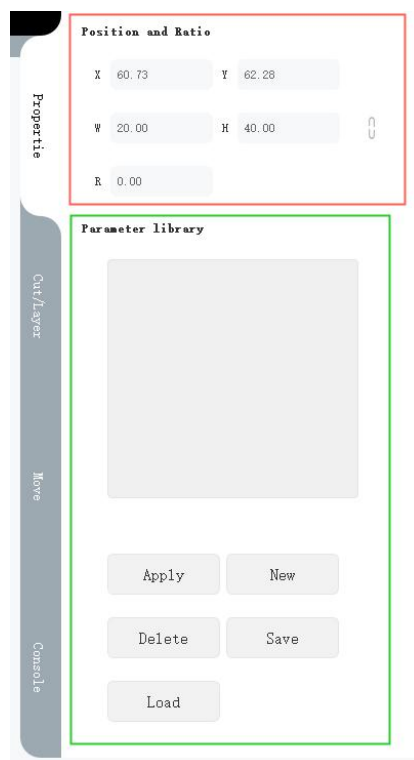 Position and Ratio
X 60.73 Y 62.28
W 20.00 H 40.00
R 0.00
Propertie
Parameter library
Cut/Layer
Move
Apply New
Delete Save
Console
Load